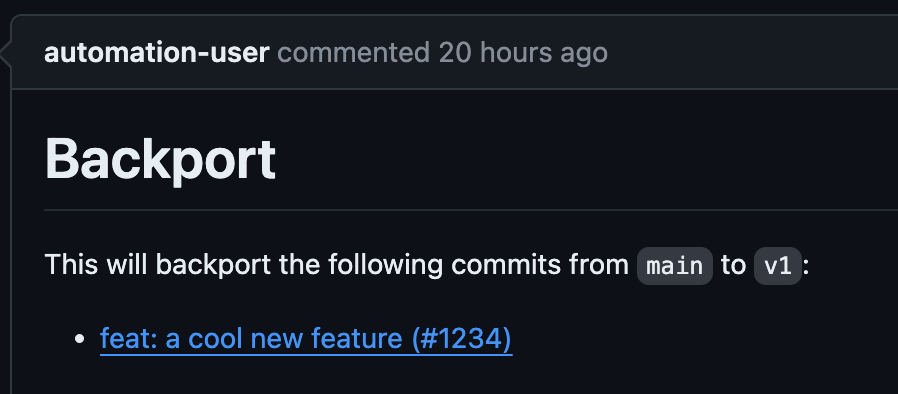 automation-user commented 20 hours ago
Backport
This will backport the following commits from main to v1:
• feat: a cool new feature (#1234)